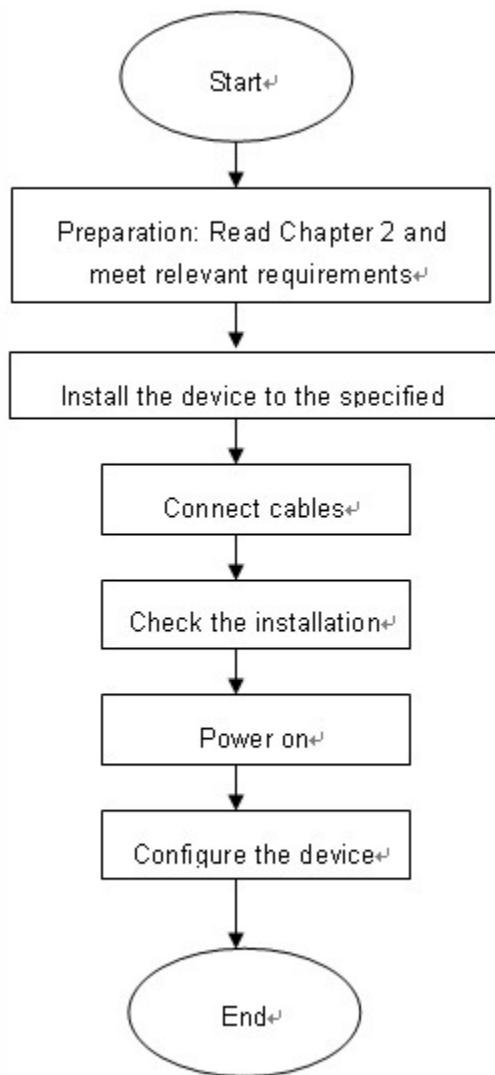 Start↵
Preparation: Read Chapter 2 and
meet relevant requirements↵
Install the device to the specified
Connect cables↵
Check the installation↵
Power on↵
Configure the device↵
End↵